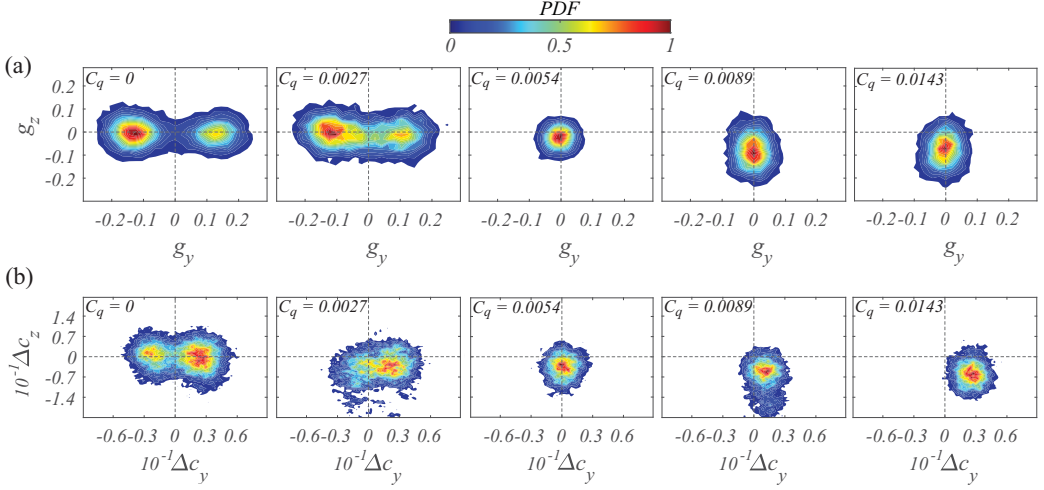 PDF
0 0.5 1
(a)
C_q = 0 C_q = 0.0027 C_q = 0.0054 C_q = 0.0089 C_q = 0.0143
0.2
0.1
0
-0.1
-0.2
g_z
-0.2 -0.1 0 0.1 0.2 -0.2 -0.1 0 0.1 0.2 -0.2 -0.1 0 0.1 0.2 -0.2 -0.1 0 0.1 0.2 -0.2 -0.1 0 0.1 0.2
g_y g_y g_y g_y g_y
(b)
C_q = 0 C_q = 0.0027 C_q = 0.0054 C_q = 0.0089 C_q = 0.0143
1.4
0.7
0
-0.7
-1.4
10^-1Δc_z
-0.6 -0.3 0 0.3 0.6 -0.6 -0.3 0 0.3 0.6 -0.6 -0.3 0 0.3 0.6 -0.6 -0.3 0 0.3 0.6 -0.6 -0.3 0 0.3 0.6
10^-1Δc_y 10^-1Δc_y 10^-1Δc_y 10^-1Δc_y 10^-1Δc_y